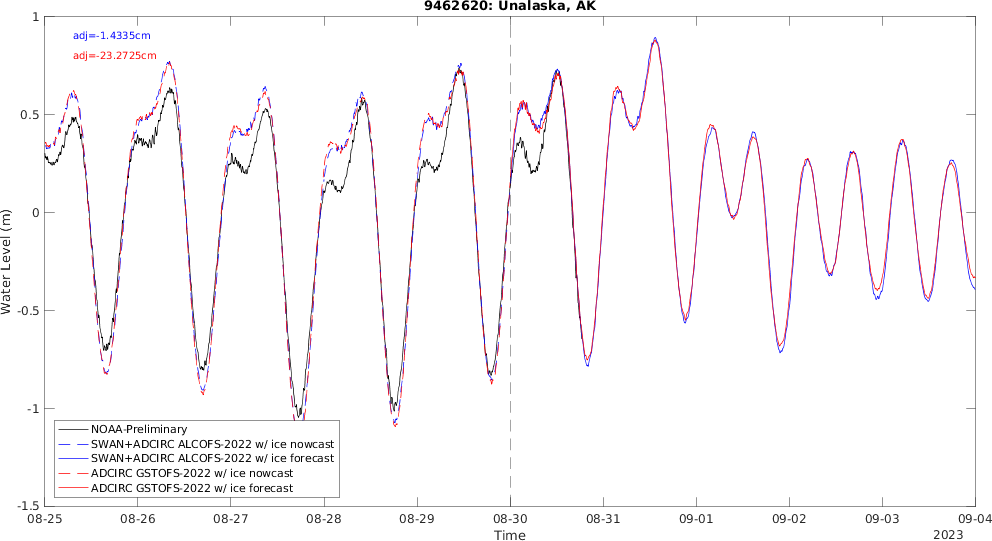 9462620: Unalaska, AK
adj=-1.4335cm
adj=-23.2725cm
Water Level (m)
1
0.5
0
-0.5
-1
-1.5
NOAA-Preliminary
SWAN+ADCIRC ALCOFS-2022 w/ ice nowcast
SWAN+ADCIRC ALCOFS-2022 w/ ice forecast
ADCIRC GSTOFS-2022 w/ ice nowcast
ADCIRC GSTOFS-2022 w/ ice forecast
08-25 08-26 08-27 08-28 08-29 08-30 08-31 09-01 09-02 09-03 09-04
Time
2023